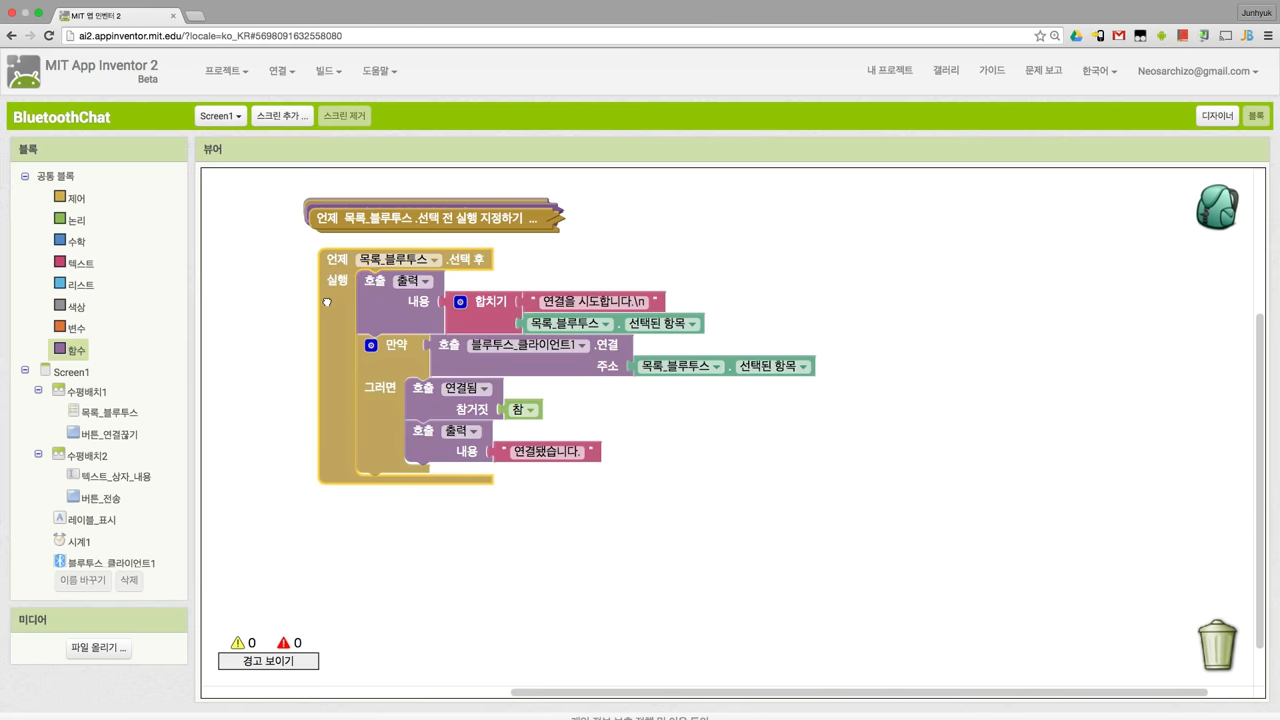 MIT 앱 인벤터 2
Junhyuk
ai2.appinventor.mit.edu/?locale=ko_KR#5698091632558080
MIT App Inventor 2
Beta
프로젝트 연결 빌드 도움말
내 프로젝트 갤러리 가이드 문제 보고 한국어 Neosarchizo@gmail.com
BluetoothChat
Screen1 스크린 추가 ... 스크린 제거
디자이너 블록
블록
뷰어
공통 블록
제어
논리
수학
텍스트
리스트
색상
변수
함수
Screen1
수평배치1
목록_블루투스
버튼_연결끊기
수평배치2
텍스트_상자_내용
버튼_전송
레이블_표시
시계1
블루투스_클라이언트1
이름 바꾸기 삭제
미디어
파일 올리기 ...
언제 목록_블루투스 .선택 전 실행 지정하기 ...
언제 목록_블루투스 .선택 후
실행 호출 출력
내용 합치기 " 연결을 시도합니다.\n "
목록_블루투스 . 선택된 항목
만약 호출 블루투스_클라이언트1 .연결
주소 목록_블루투스 . 선택된 항목
그러면 호출 연결됨
참거짓 참
호출 출력
내용 " 연결됐습니다. "
0 0
경고 보이기